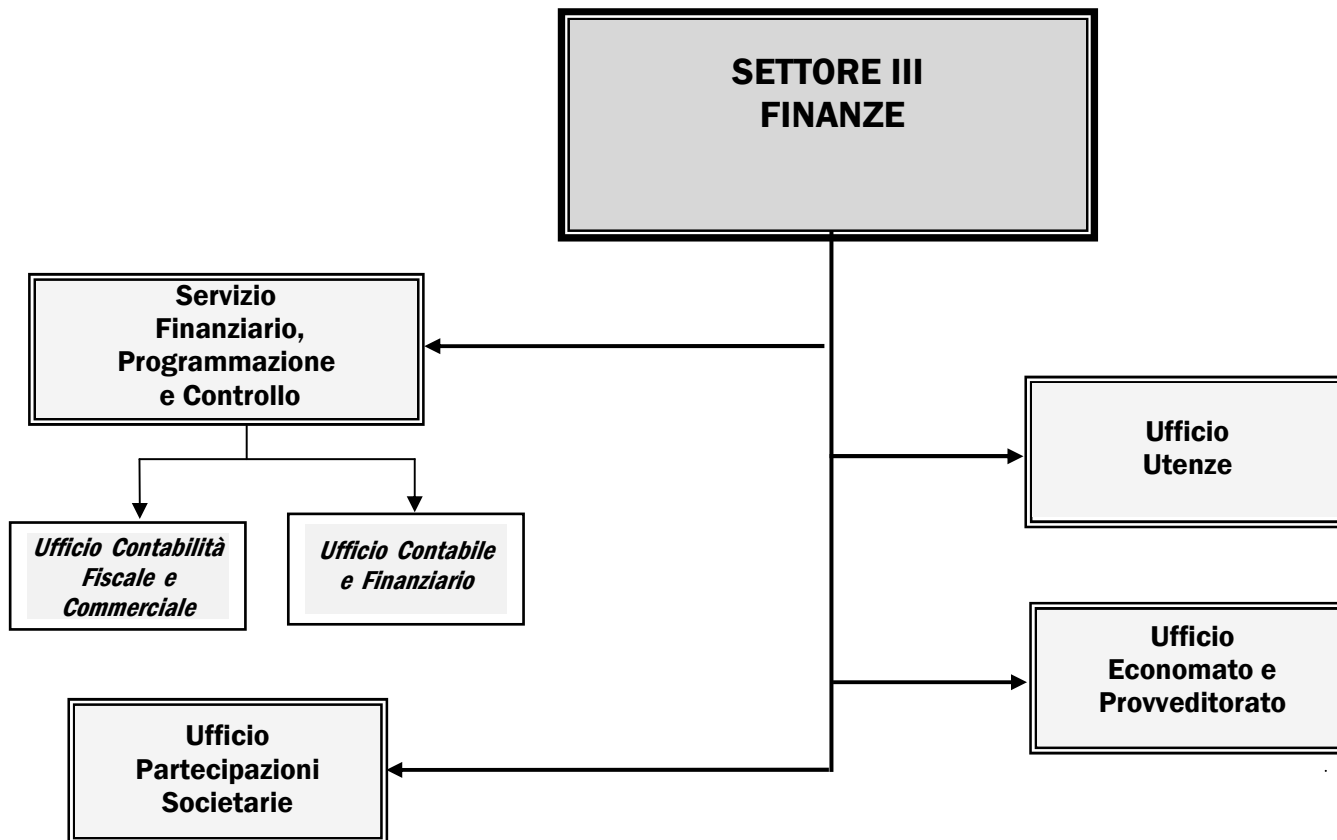 SETTORE III
FINANZE
Servizio
Finanziario,
Programmazione
e Controllo
Ufficio
Utenze
Ufficio Contabilità
Fiscale e
Commerciale
Ufficio Contabile
e Finanziario
Ufficio
Economato e
Provveditorato
Ufficio
Partecipazioni
Societarie